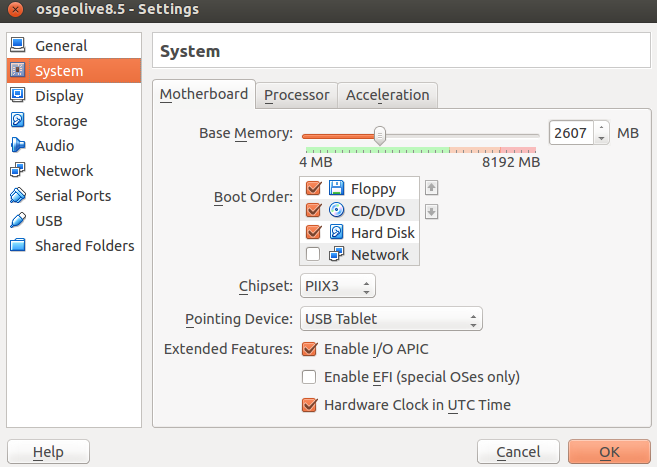 osgeolive8.5 - Settings
General
System
Display
Storage
Audio
Network
Serial Ports
USB
Shared Folders
System
Motherboard Processor Acceleration
Base Memory: 2607 MB
4 MB 8192 MB
Boot Order:
Floppy
CD/DVD
Hard Disk
Network
Chipset: PIIX3
Pointing Device: USB Tablet
Extended Features: Enable I/O APIC
Enable EFI (special OSes only)
Hardware Clock in UTC Time
Help Cancel OK